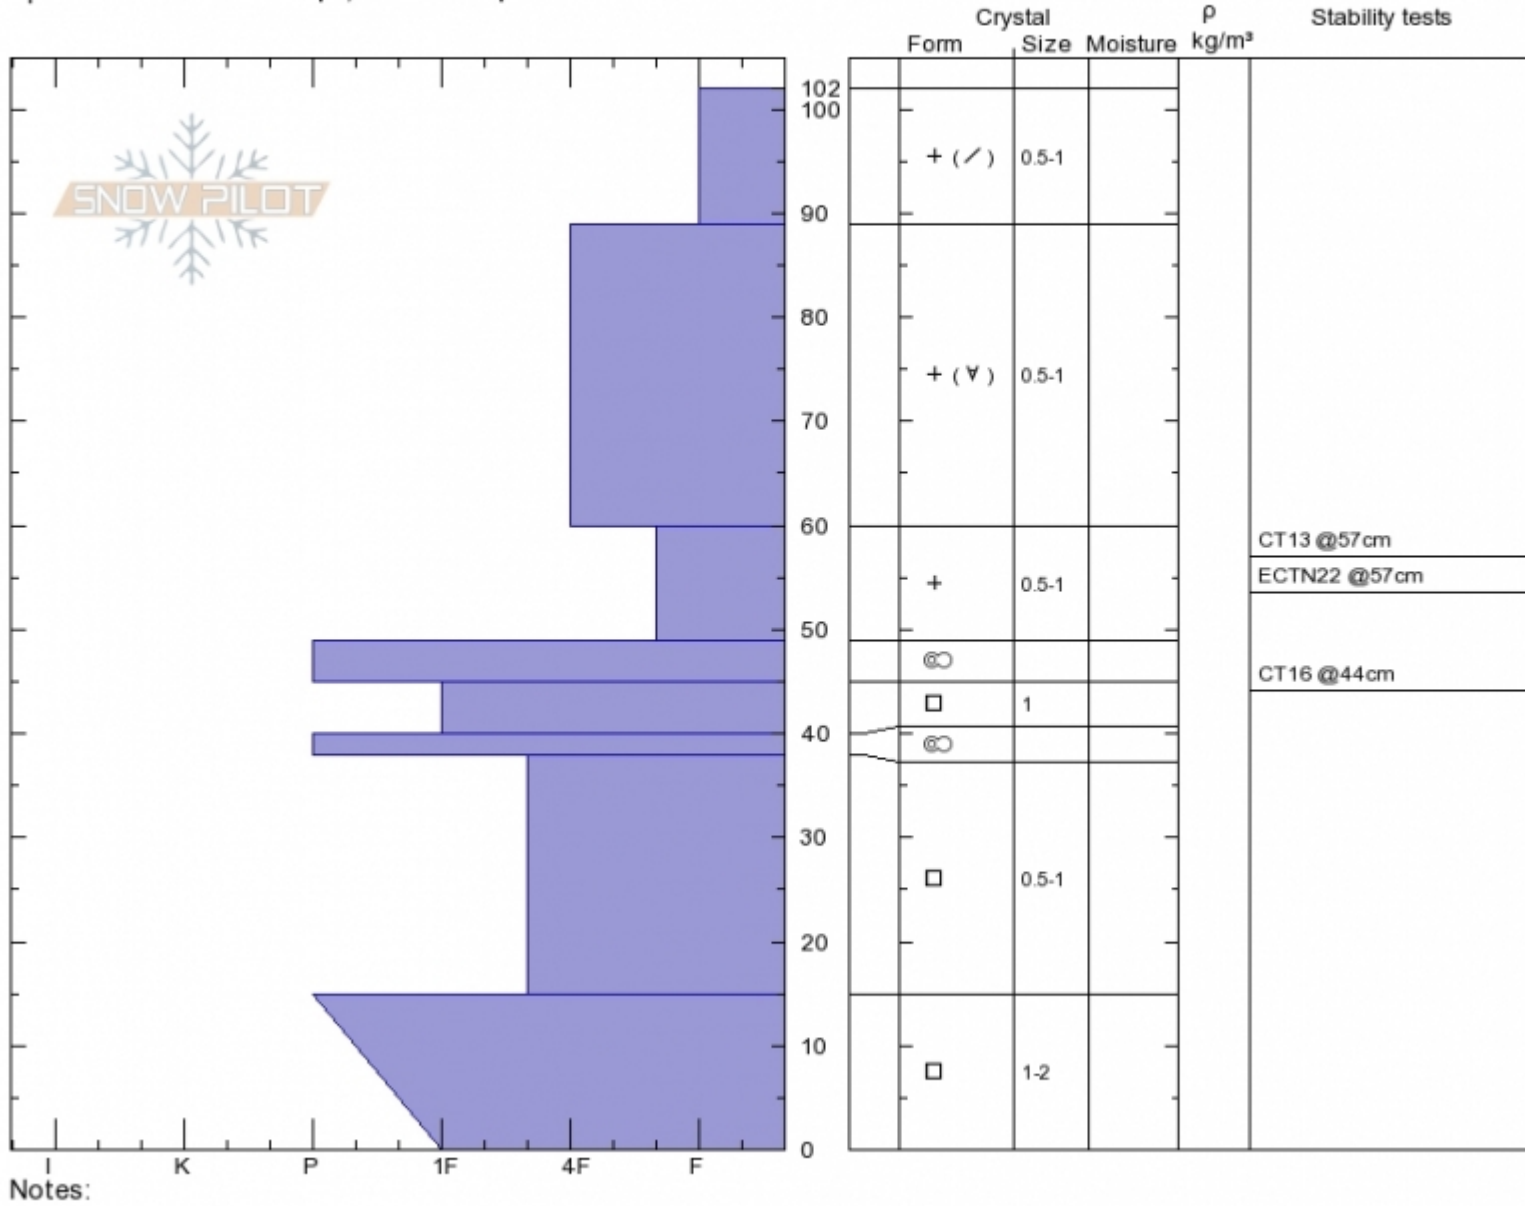 Crystal
ρ
Stability tests
Form
Size
Moisture
kg/m³
SNOW PILOT
102
100
+ (∕)
0.5-1
90
80
+ (∀)
0.5-1
70
60
CT13 @57cm
ECTN22 @57cm
+
0.5-1
50
CT16 @44cm
□
1
40
30
□
0.5-1
20
10
□
1-2
0
I
K
P
1F
4F
F
Notes: